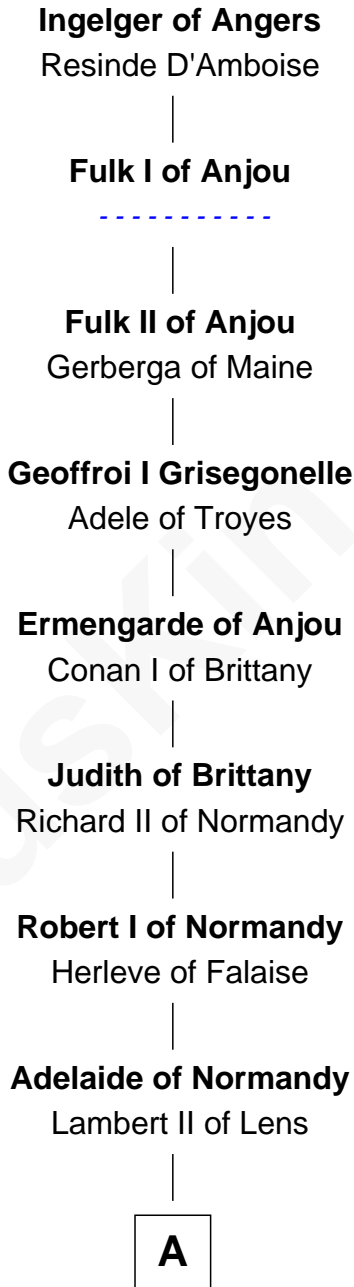 Ingelger of Angers
Resinde D'Amboise
Fulk I of Anjou
- - - - - - - - - - -
Fulk II of Anjou
Gerberga of Maine
Geoffroi I Grisegonelle
Adele of Troyes
Ermengarde of Anjou
Conan I of Brittany
Judith of Brittany
Richard II of Normandy
Robert I of Normandy
Herleve of Falaise
Adelaide of Normandy
Lambert II of Lens
A